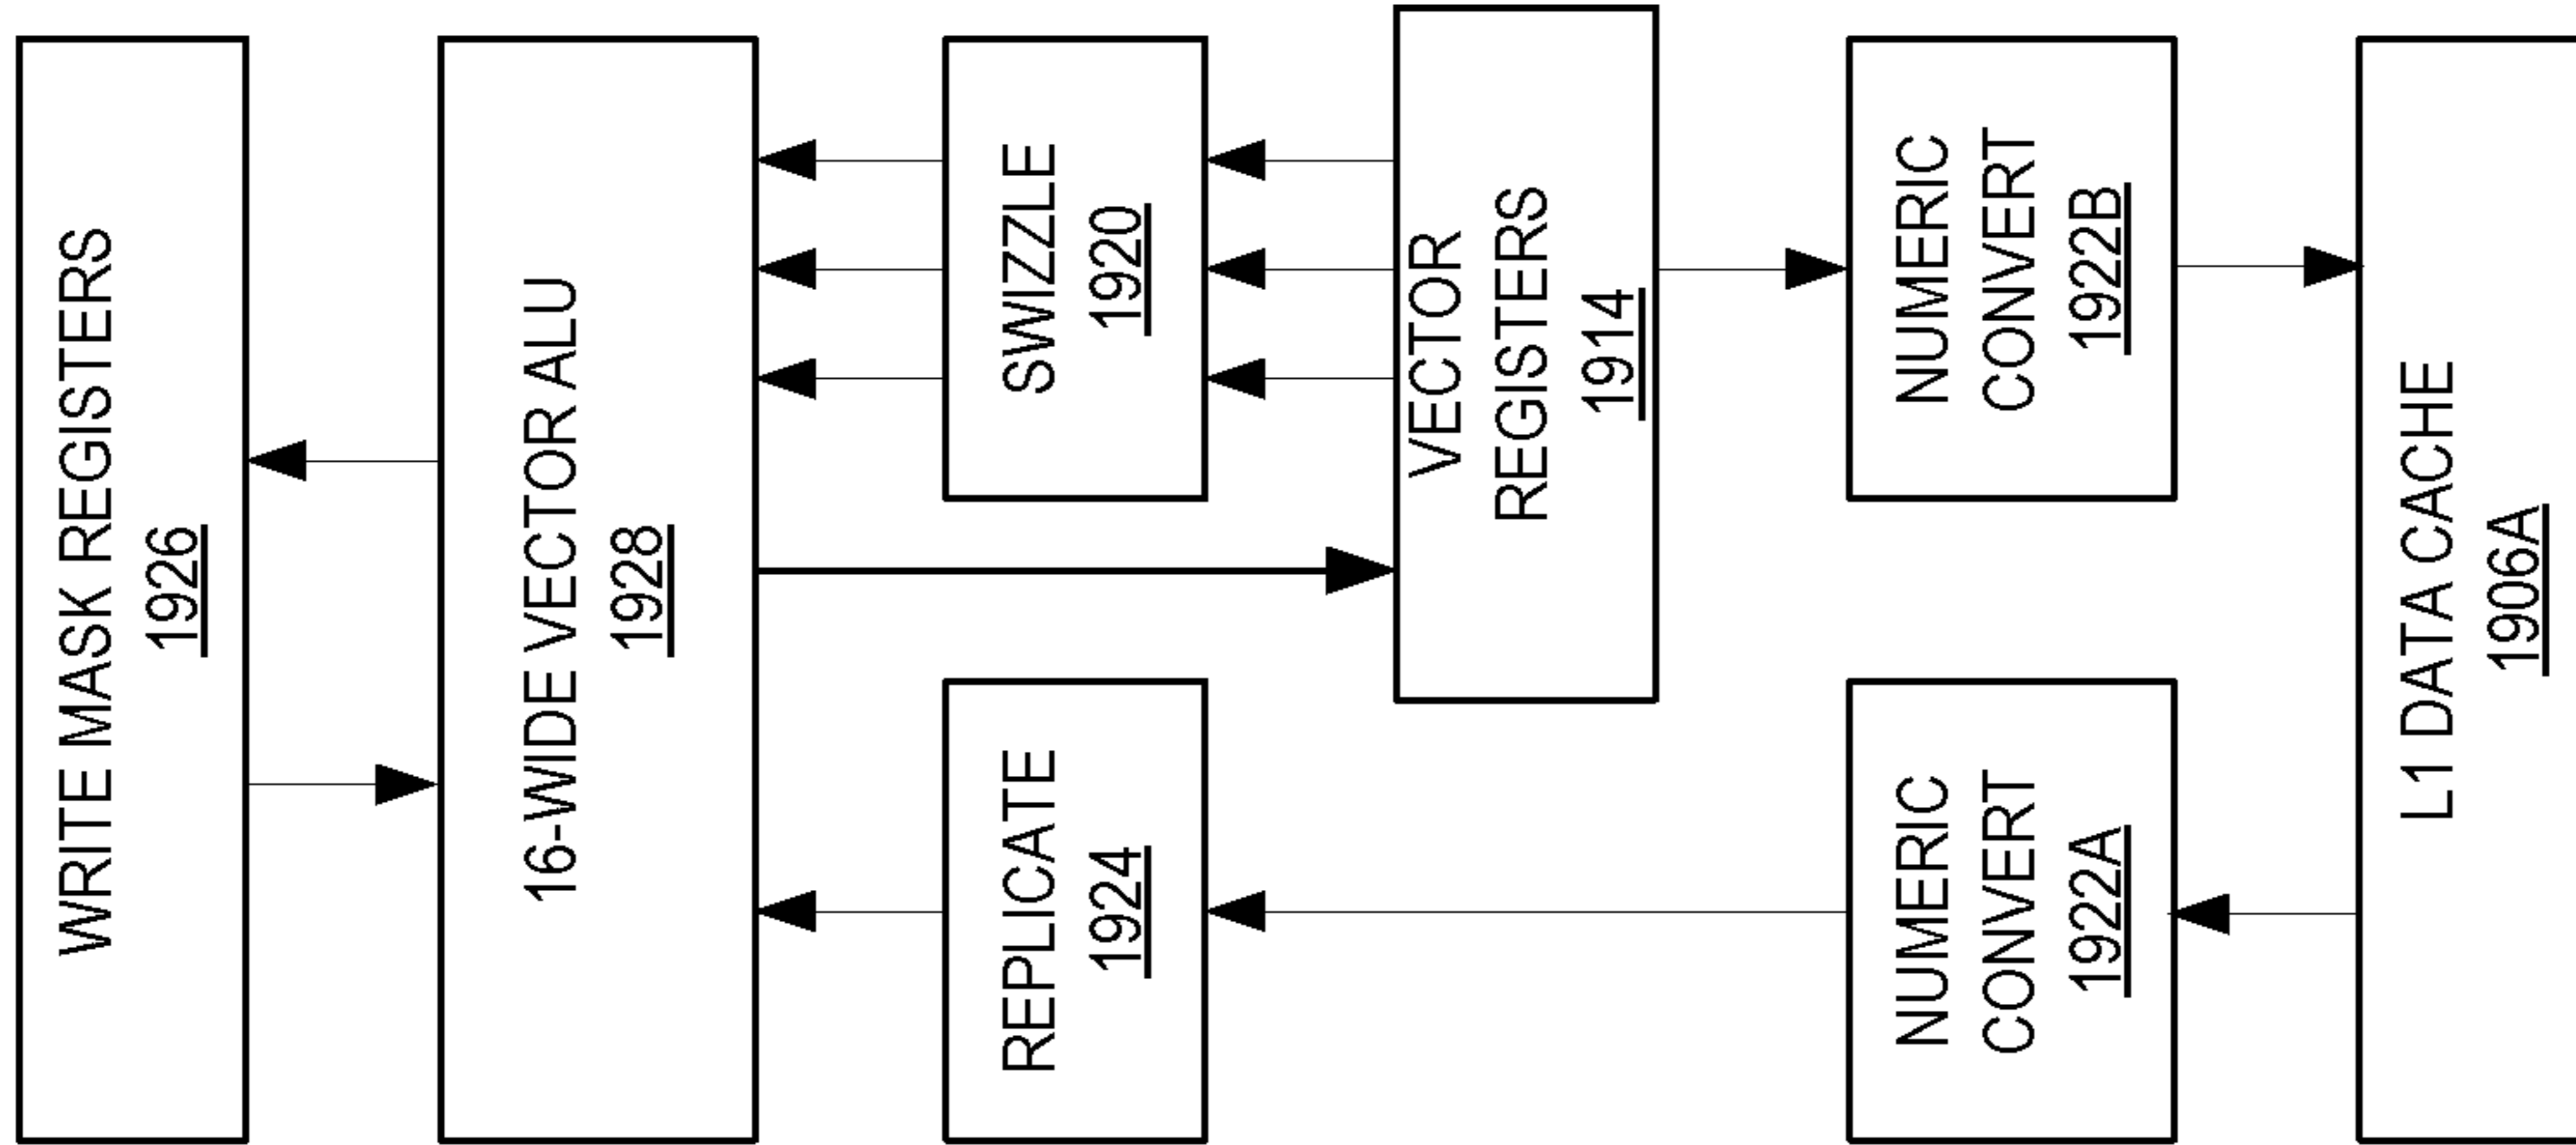 WRITE MASK REGISTERS
1926
16-WIDE VECTOR ALU
1928
REPLICATE
1924
SWIZZLE
1920
VECTOR
REGISTERS
1914
NUMERIC
CONVERT
1922A
NUMERIC
CONVERT
1922B
L1 DATA CACHE
1906A